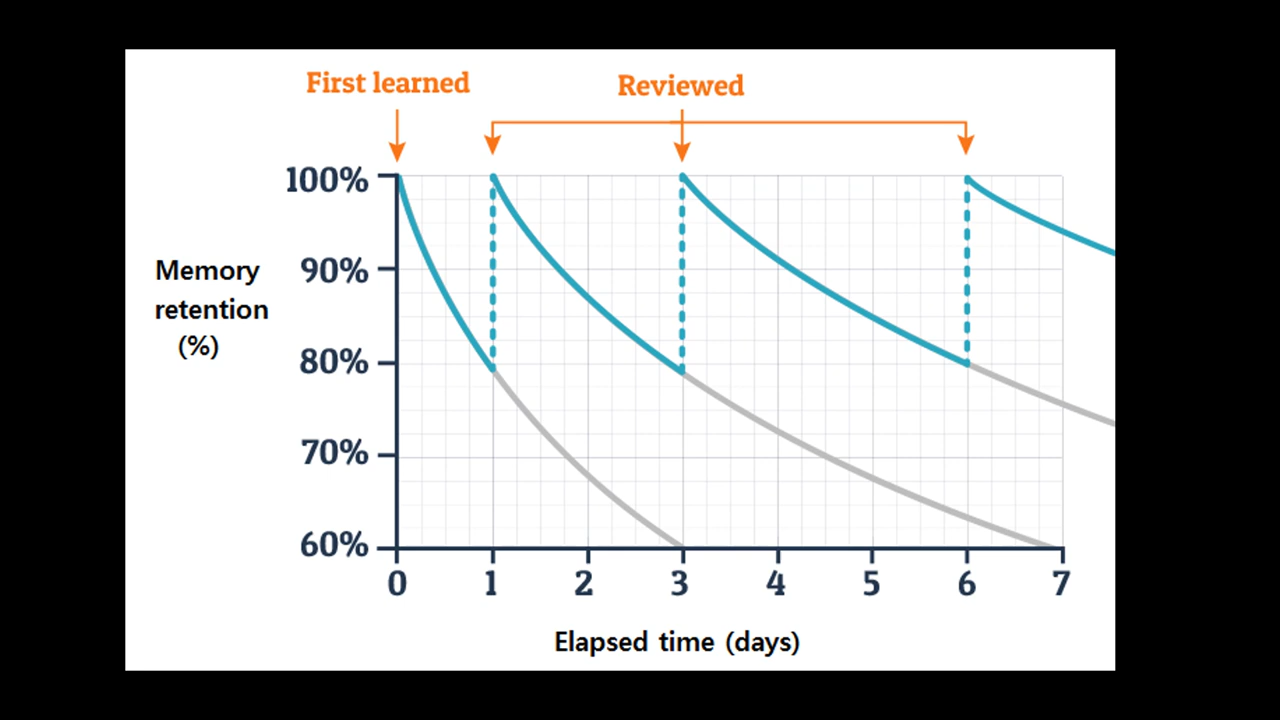 First learned
Reviewed
100%
90%
80%
70%
60%
Memory
retention
(%)
0 1 2 3 4 5 6 7
Elapsed time (days)